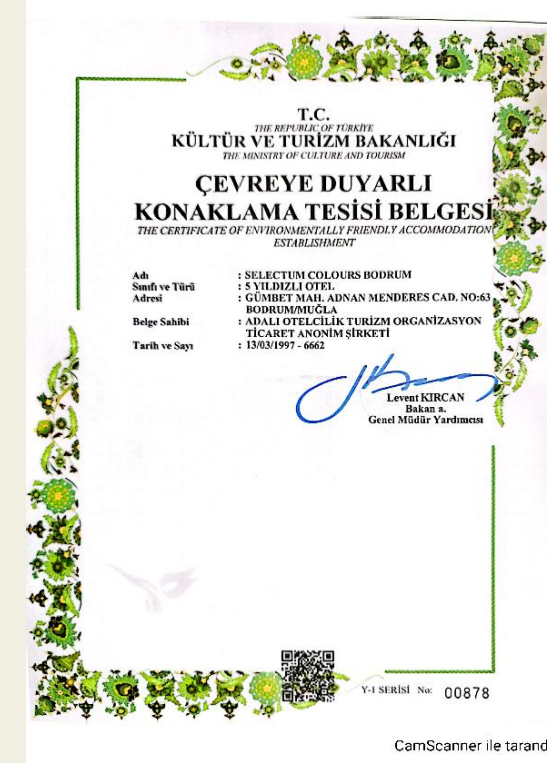 T.C.
THE REPUBLIC OF TÜRKİYE
KÜLTÜR VE TURİZM BAKANLIĞI
THE MINISTRY OF CULTURE AND TOURISM
ÇEVREYE DUYARLI
KONAKLAMA TESİSİ BELGESİ
THE CERTIFICATE OF ENVIRONMENTALLY FRIENDLY ACCOMMODATION
ESTABLISHMENT
Adı : SELECTUM COLOURS BODRUM
Sınıfı ve Türü : 5 YILDIZLI OTEL
Adresi : GÜMBET MAH. ADNAN MENDERES CAD. NO:63
BODRUM/MUĞLA
Belge Sahibi : ADALI OTELCİLİK TURİZM ORGANİZASYON
TİCARET ANONİM ŞİRKETİ
Tarih ve Sayı : 13/03/1997 - 6662
Levent KIRCAN
Bakan a.
Genel Müdür Yardımcısı
Y-1 SERİSİ No: 00878
CamScanner ile tarand